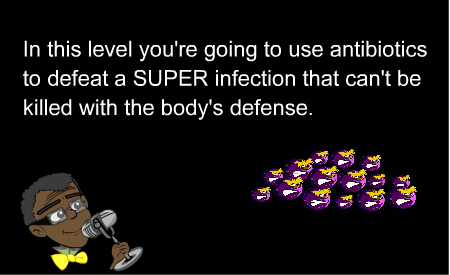 In this level you're going to use antibiotics
to defeat a SUPER infection that can't be
killed with the body's defense.